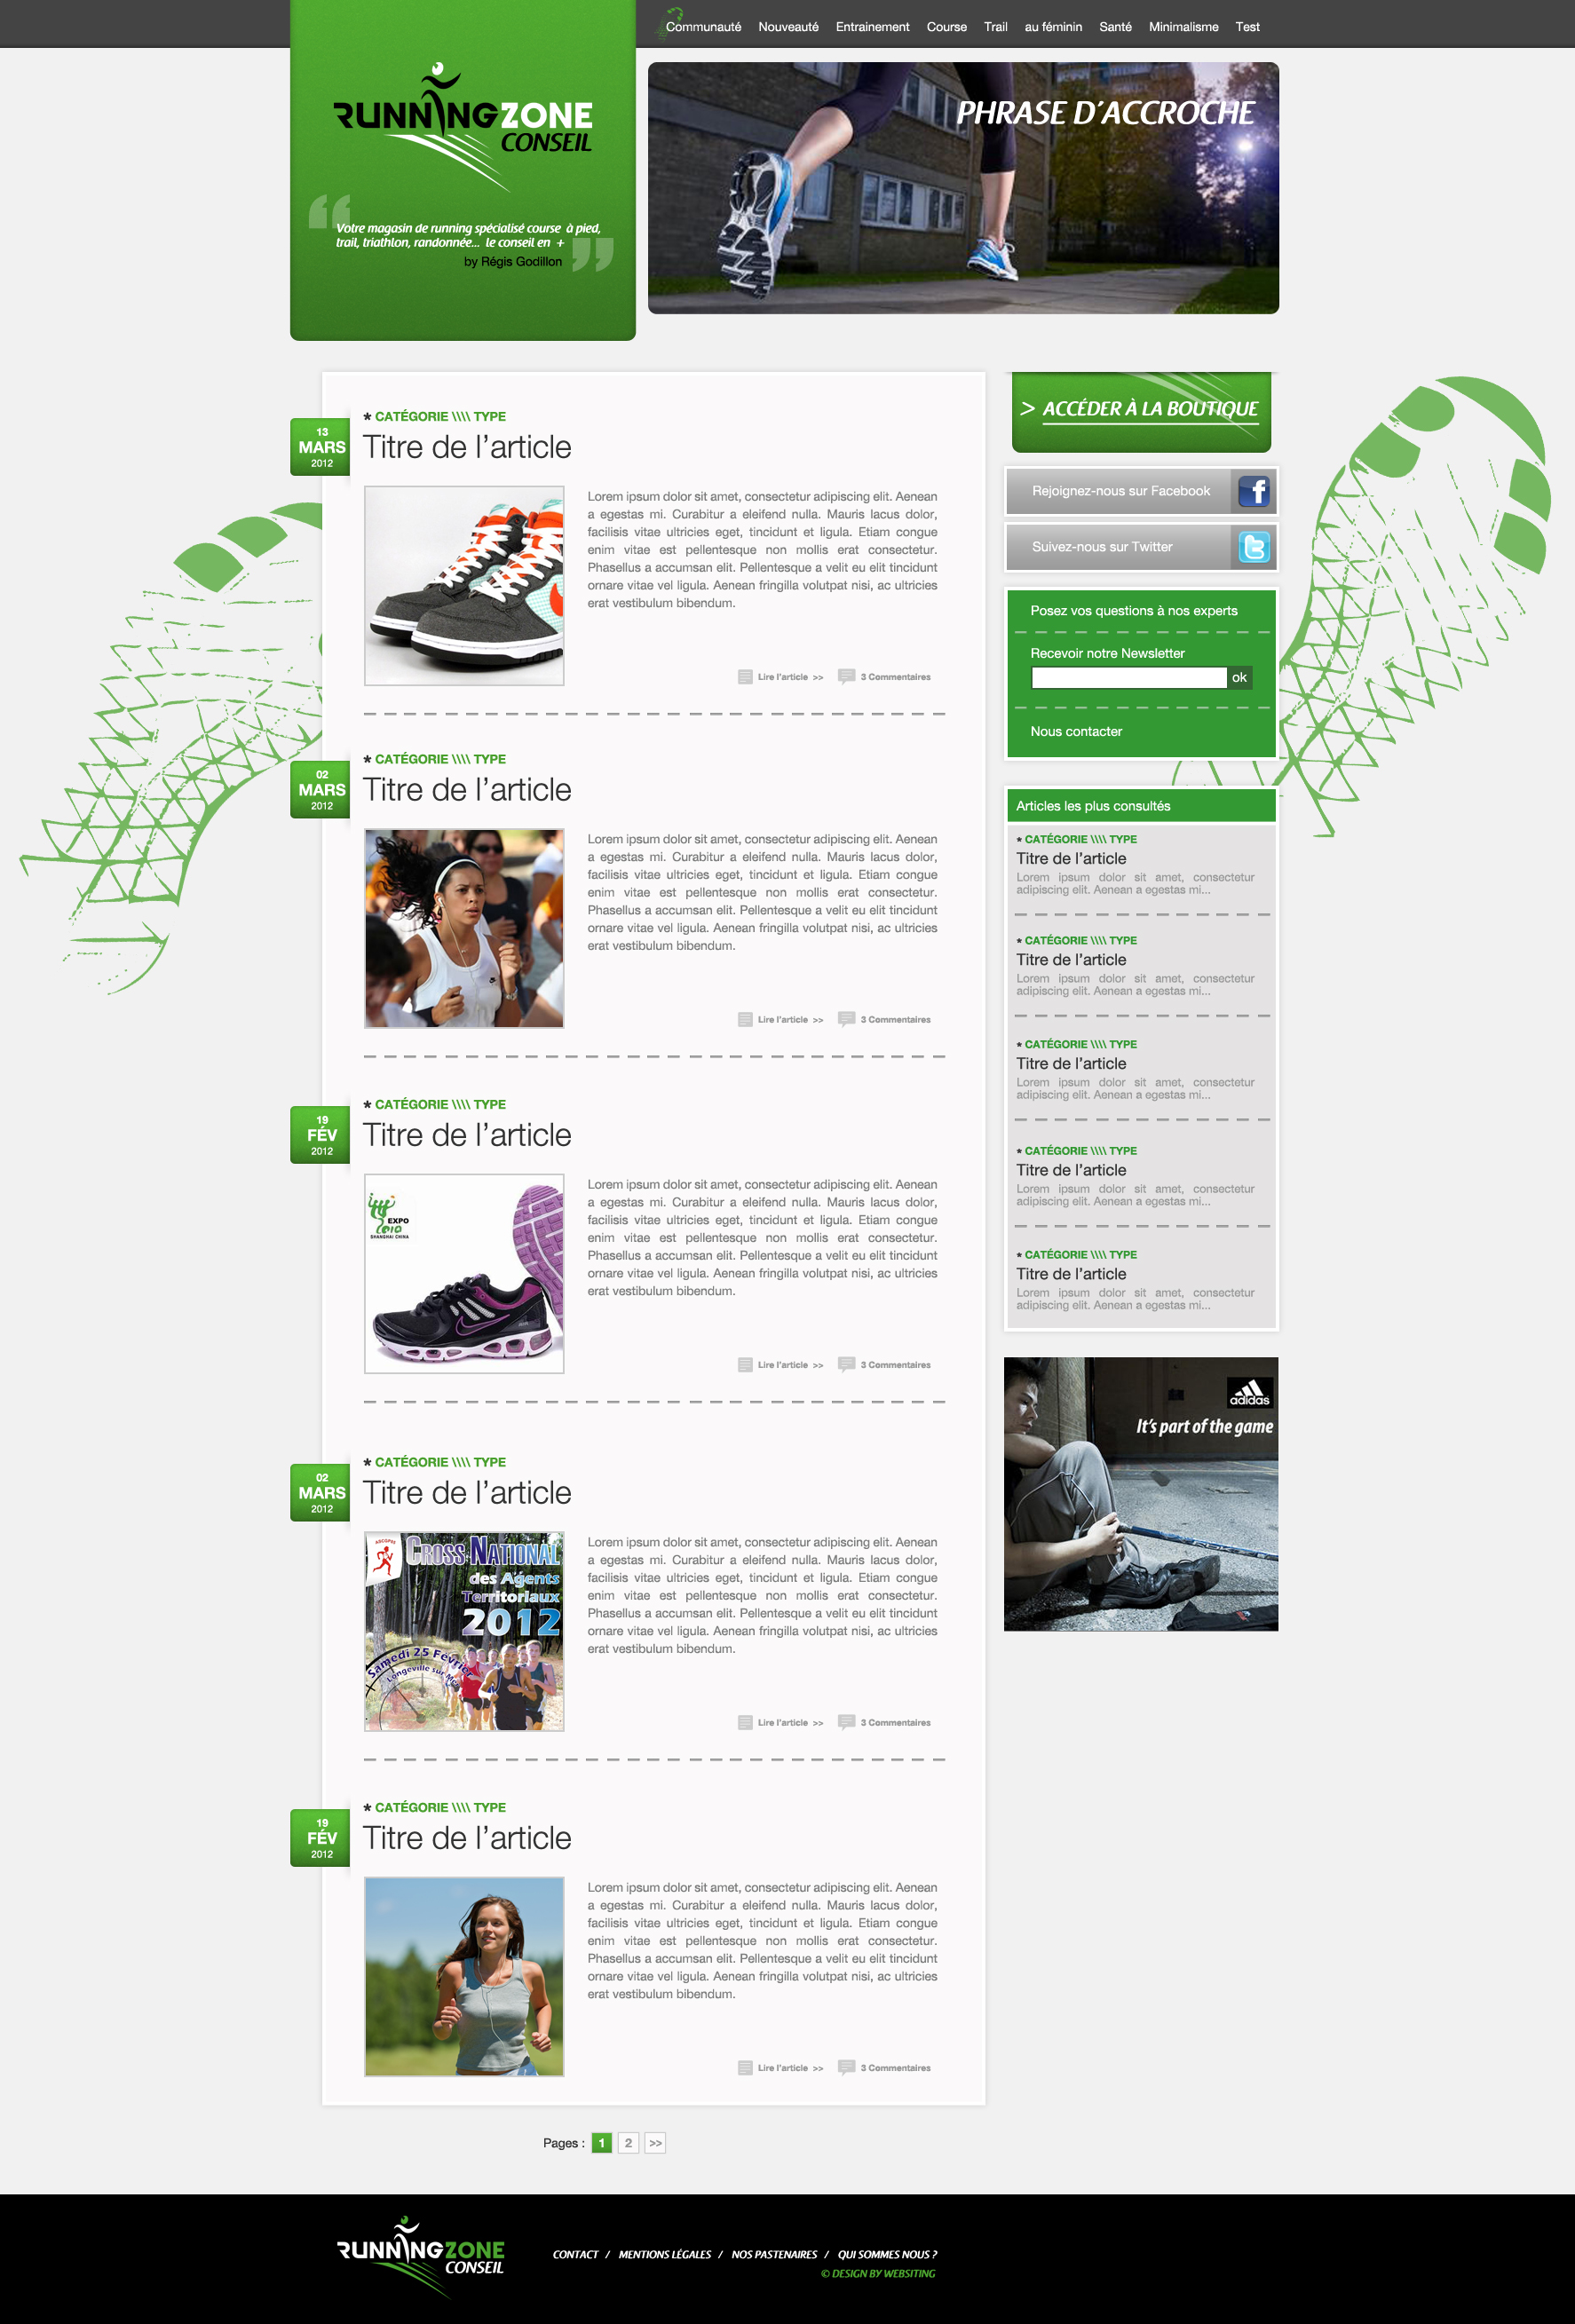 Communauté Nouveauté Entrainement Course Trail au féminin Santé Minimalisme Test
RUNNINGZONE
CONSEIL
“
Votre magasin de running spécialisé course à pied,
trail, triathlon, randonnée... le conseil en +
”
by Régis Godillon
PHRASE D’ACCROCHE
13
MARS
2012
* CATÉGORIE \\\\ TYPE
Titre de l’article
Lorem ipsum dolor sit amet, consectetur adipiscing elit. Aenean
a egestas mi. Curabitur a eleifend nulla. Mauris lacus dolor,
facilisis vitae ultricies eget, tincidunt et ligula. Etiam congue
enim vitae est pellentesque non mollis erat consectetur.
Phasellus a accumsan elit. Pellentesque a velit eu elit tincidunt
ornare vitae vel ligula. Aenean fringilla volutpat nisi, ac ultricies
erat vestibulum bibendum.
Lire l’article >> 3 Commentaires
02
MARS
2012
* CATÉGORIE \\\\ TYPE
Titre de l’article
Lorem ipsum dolor sit amet, consectetur adipiscing elit. Aenean
a egestas mi. Curabitur a eleifend nulla. Mauris lacus dolor,
facilisis vitae ultricies eget, tincidunt et ligula. Etiam congue
enim vitae est pellentesque non mollis erat consectetur.
Phasellus a accumsan elit. Pellentesque a velit eu elit tincidunt
ornare vitae vel ligula. Aenean fringilla volutpat nisi, ac ultricies
erat vestibulum bibendum.
Lire l’article >> 3 Commentaires
19
FÉV
2012
* CATÉGORIE \\\\ TYPE
Titre de l’article
EXPO
2010
SHANGHAI CHINA
Lorem ipsum dolor sit amet, consectetur adipiscing elit. Aenean
a egestas mi. Curabitur a eleifend nulla. Mauris lacus dolor,
facilisis vitae ultricies eget, tincidunt et ligula. Etiam congue
enim vitae est pellentesque non mollis erat consectetur.
Phasellus a accumsan elit. Pellentesque a velit eu elit tincidunt
ornare vitae vel ligula. Aenean fringilla volutpat nisi, ac ultricies
erat vestibulum bibendum.
Lire l’article >> 3 Commentaires
02
MARS
2012
* CATÉGORIE \\\\ TYPE
Titre de l’article
CROSS NATIONAL
des Agents
Territoriaux
2012
Samedi 25 Février
Longeville sur
Lorem ipsum dolor sit amet, consectetur adipiscing elit. Aenean
a egestas mi. Curabitur a eleifend nulla. Mauris lacus dolor,
facilisis vitae ultricies eget, tincidunt et ligula. Etiam congue
enim vitae est pellentesque non mollis erat consectetur.
Phasellus a accumsan elit. Pellentesque a velit eu elit tincidunt
ornare vitae vel ligula. Aenean fringilla volutpat nisi, ac ultricies
erat vestibulum bibendum.
Lire l’article >> 3 Commentaires
19
FÉV
2012
* CATÉGORIE \\\\ TYPE
Titre de l’article
Lorem ipsum dolor sit amet, consectetur adipiscing elit. Aenean
a egestas mi. Curabitur a eleifend nulla. Mauris lacus dolor,
facilisis vitae ultricies eget, tincidunt et ligula. Etiam congue
enim vitae est pellentesque non mollis erat consectetur.
Phasellus a accumsan elit. Pellentesque a velit eu elit tincidunt
ornare vitae vel ligula. Aenean fringilla volutpat nisi, ac ultricies
erat vestibulum bibendum.
Lire l’article >> 3 Commentaires
Pages : 1 2 >>
> ACCÉDER À LA BOUTIQUE
Rejoignez-nous sur Facebook f
Suivez-nous sur Twitter t
Posez vos questions à nos experts
Recevoir notre Newsletter
ok
Nous contacter
Articles les plus consultés
* CATÉGORIE \\\\ TYPE
Titre de l’article
Lorem ipsum dolor sit amet, consectetur
adipiscing elit. Aenean a egestas mi...
* CATÉGORIE \\\\ TYPE
Titre de l’article
Lorem ipsum dolor sit amet, consectetur
adipiscing elit. Aenean a egestas mi...
* CATÉGORIE \\\\ TYPE
Titre de l’article
Lorem ipsum dolor sit amet, consectetur
adipiscing elit. Aenean a egestas mi...
* CATÉGORIE \\\\ TYPE
Titre de l’article
Lorem ipsum dolor sit amet, consectetur
adipiscing elit. Aenean a egestas mi...
* CATÉGORIE \\\\ TYPE
Titre de l’article
Lorem ipsum dolor sit amet, consectetur
adipiscing elit. Aenean a egestas mi...
adidas
It’s part of the game
RUNNINGZONE
CONSEIL
CONTACT / MENTIONS LÉGALES / NOS PASTENAIRES / QUI SOMMES NOUS ?
© DESIGN BY WEBSITING